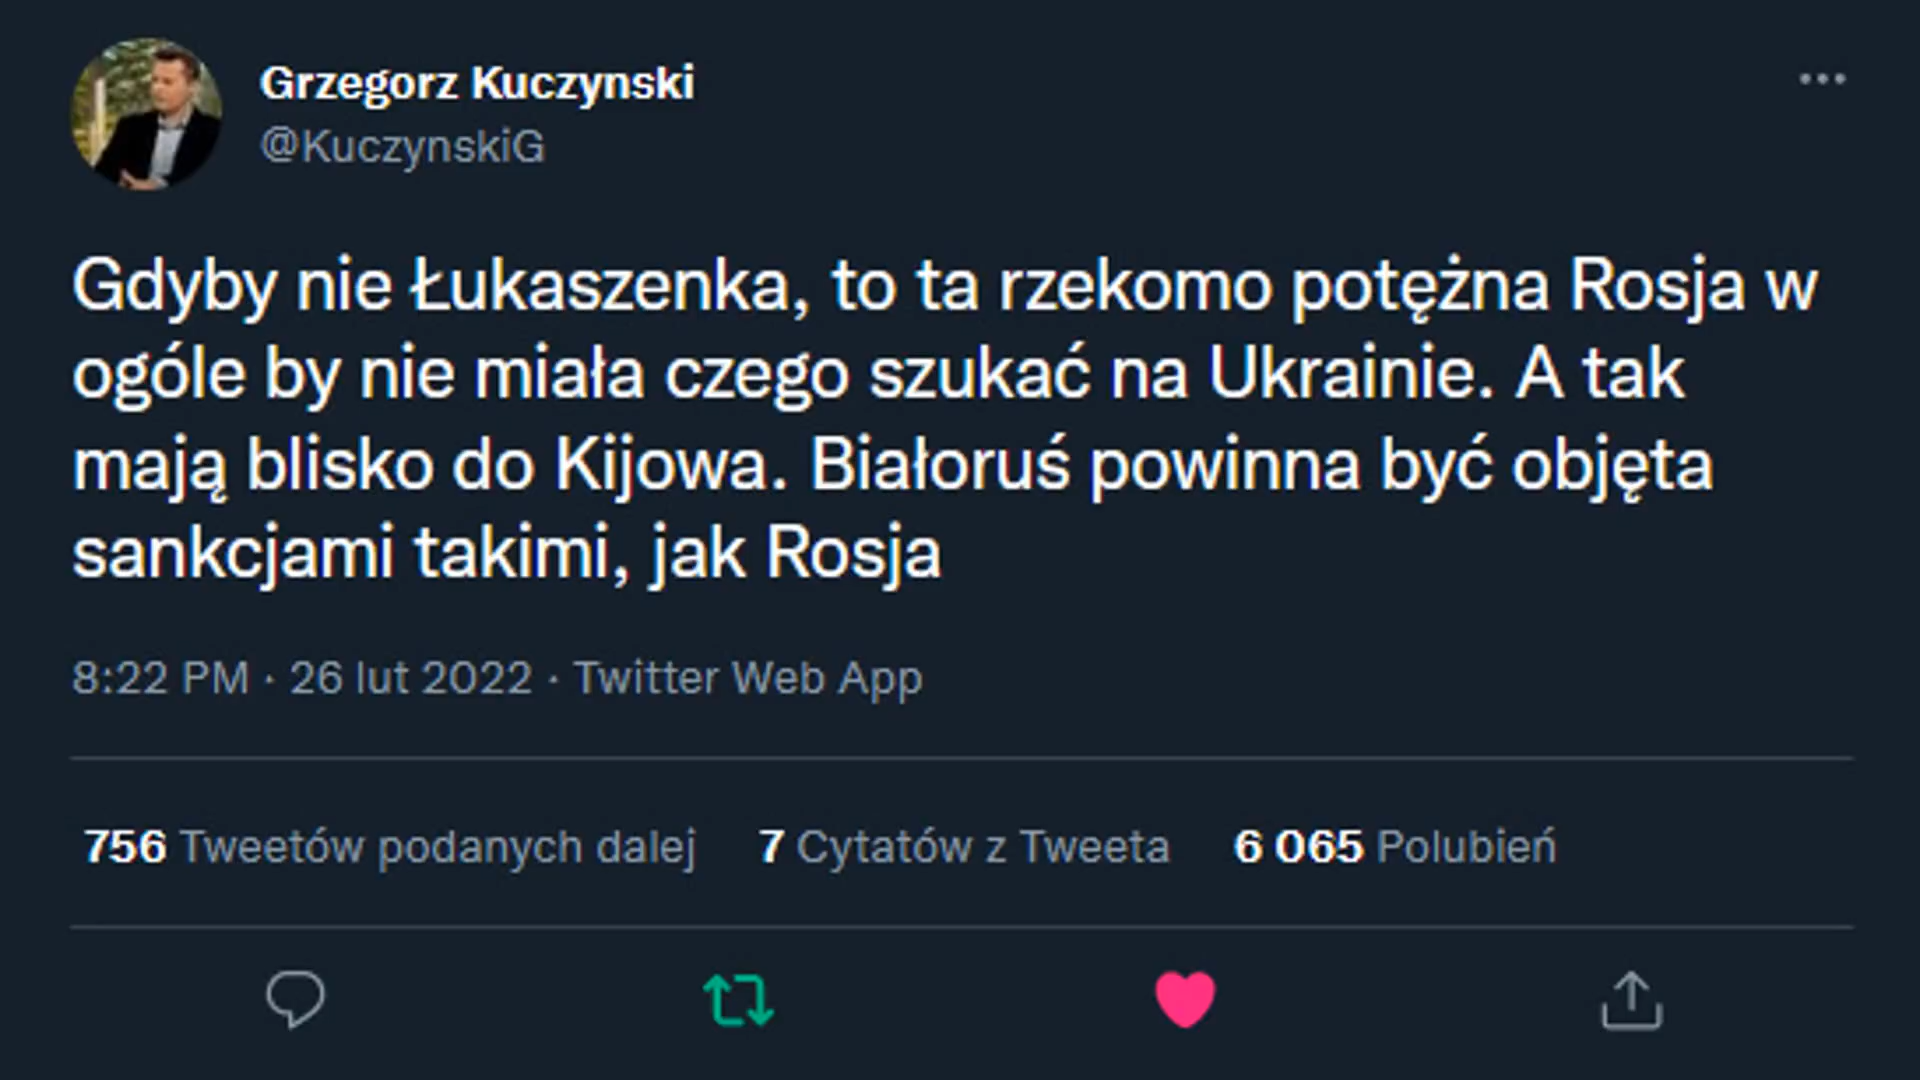 Grzegorz Kuczynski
@KuczynskiG
Gdyby nie Łukaszenka, to ta rzekomo potężna Rosja w
ogóle by nie miała czego szukać na Ukrainie. A tak
mają blisko do Kijowa. Białoruś powinna być objęta
sankcjami takimi, jak Rosja
8:22 PM · 26 lut 2022 · Twitter Web App
756 Tweetów podanych dalej 7 Cytatów z Tweeta 6 065 Polubień